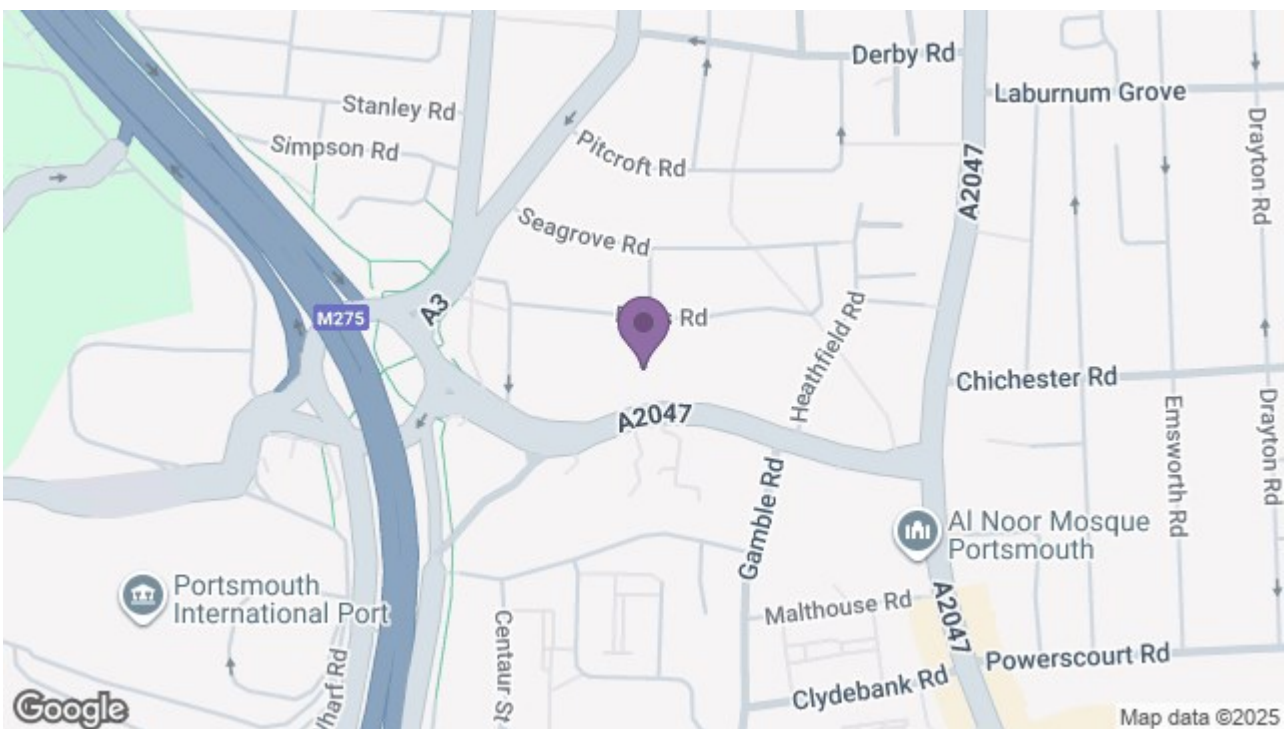 Derby Rd
Laburnum Grove
Stanley Rd
Simpson Rd
Pitcroft Rd
Drayton Rd
A2047
Seagrove Rd
M275
A3
Rd
Heathfield Rd
Chichester Rd
A2047
Emsworth Rd
Drayton Rd
Gamble Rd
Al Noor Mosque
Portsmouth
Portsmouth
International Port
Malthouse Rd
A2047
Centaur St
Wharf Rd
Powerscourt Rd
Clydebank Rd
Google
Map data ©2025